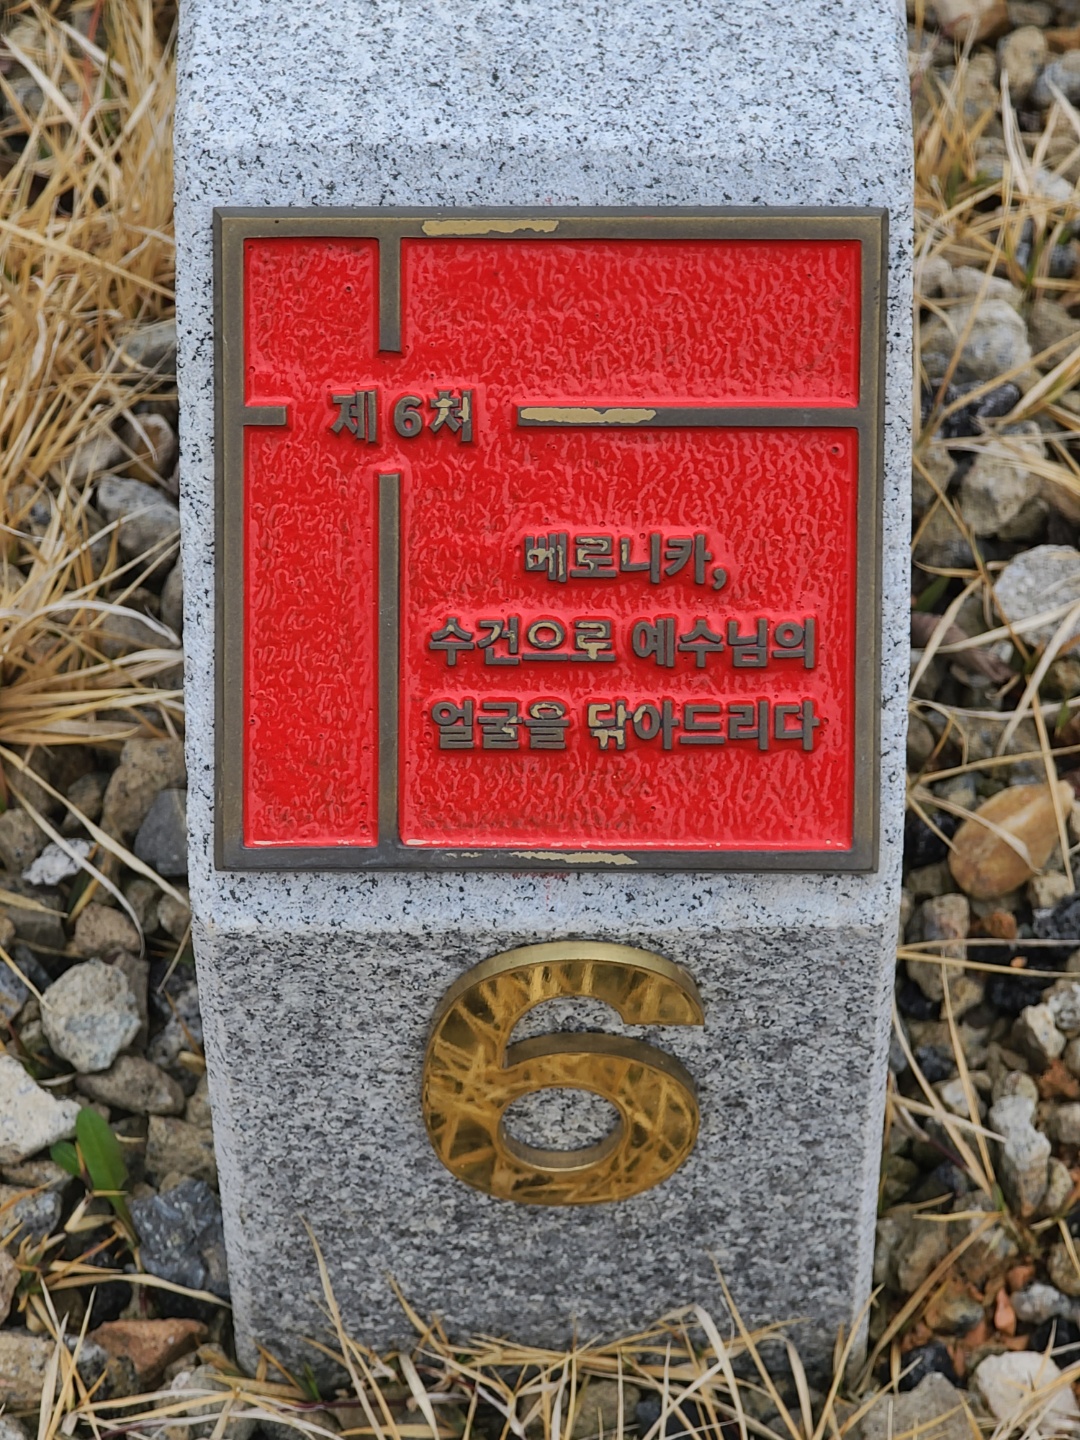 제 6처
베로니카,
수건으로 예수님의
얼굴을 닦아드리다
6